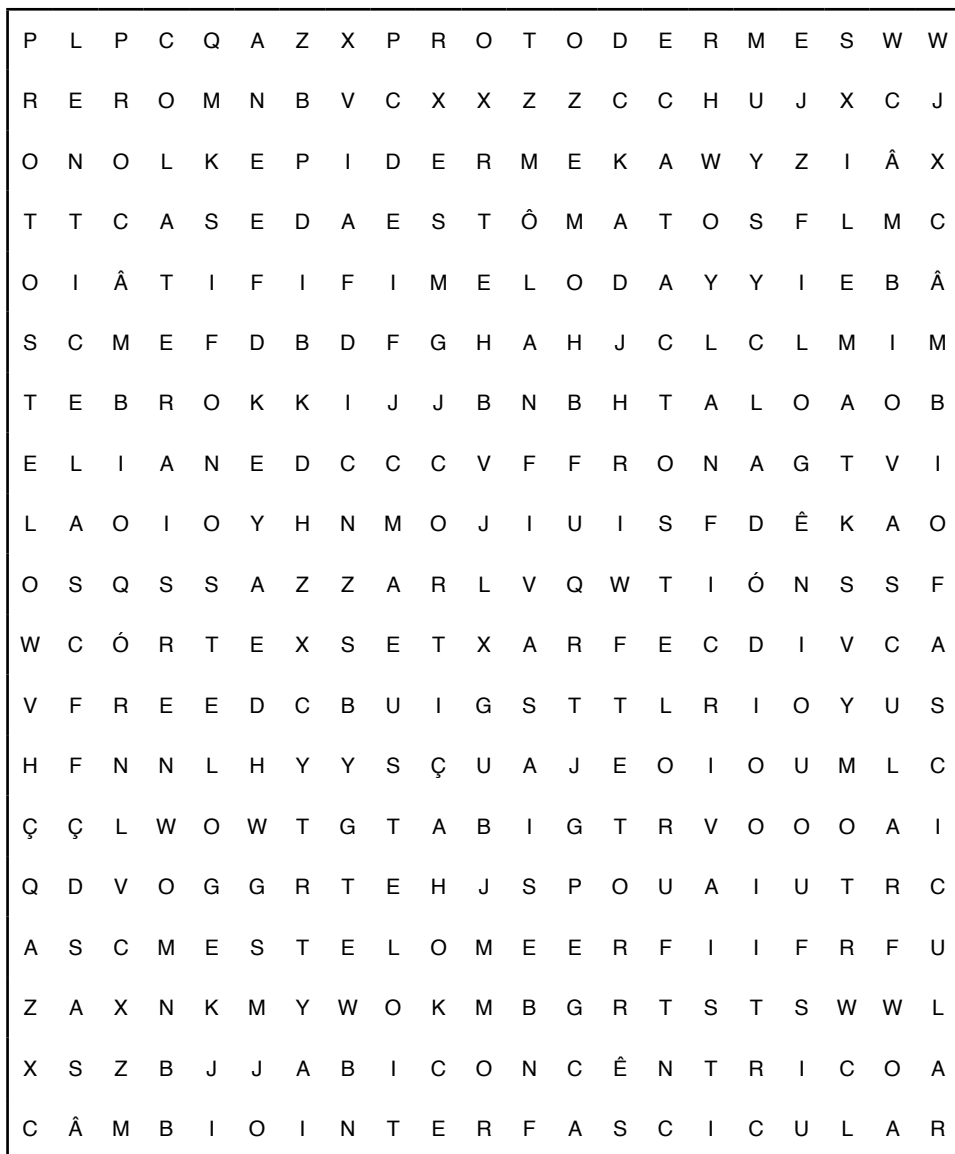 P L P C Q A Z X P R O T O D E R M E S W W
R E R O M N B V C X X Z Z C C H U J X C J
O N O L K E P I D E R M E K A W Y Z I Â X
T T C A S E D A E S T Ô M A T O S F L M C
O I Â T I F I F I M E L O D A Y Y I E B Â
S C M E F D B D F G H A H J C L C L M I M
T E B R O K K I J J B N B H T A L O A O B
E L I A N E D C C C V F F R O N A G T V I
L A O I O Y H N M O J I U I S F D Ê K A O
O S Q S S A Z Z A R L V Q W T I Ó N S S F
W C Ó R T E X S E T X A R F E C D I V C A
V F R E E D C B U I G S T T L R I O Y U S
H F N N L H Y Y S Ç U A J E O I O U M L C
Ç Ç L W O W T G T A B I G T R V O O O A I
Q D V O G G R T E H J S P O U A I U T R C
A S C M E S T E L O M E E R F I I F R F U
Z A X N K M Y W O K M B G R T S T S W W L
X S Z B J J A B I C O N C Ê N T R I C O A
C Â M B I O I N T E R F A S C I C U L A R